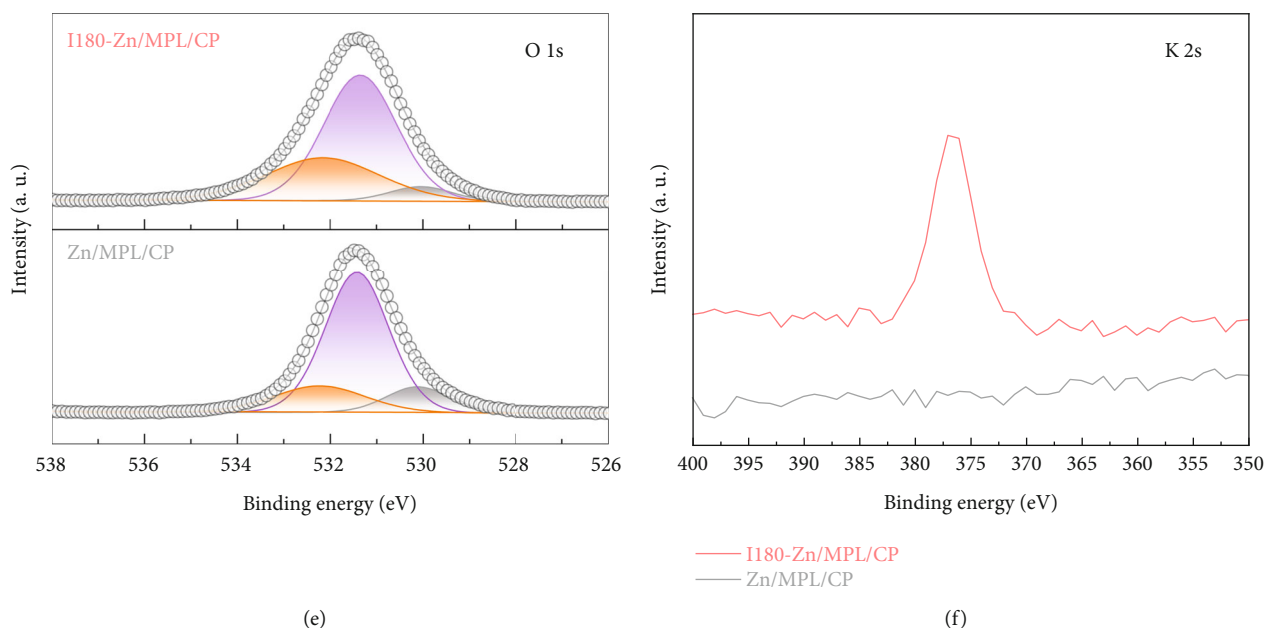 I180-Zn/MPL/CP
O 1s
Zn/MPL/CP
Intensity (a. u.)
538 536 534 532 530 528 526
Binding energy (eV)
(e)
K 2s
Intensity (a. u.)
400 395 390 385 380 375 370 365 360 355 350
Binding energy (eV)
I180-Zn/MPL/CP
Zn/MPL/CP
(f)